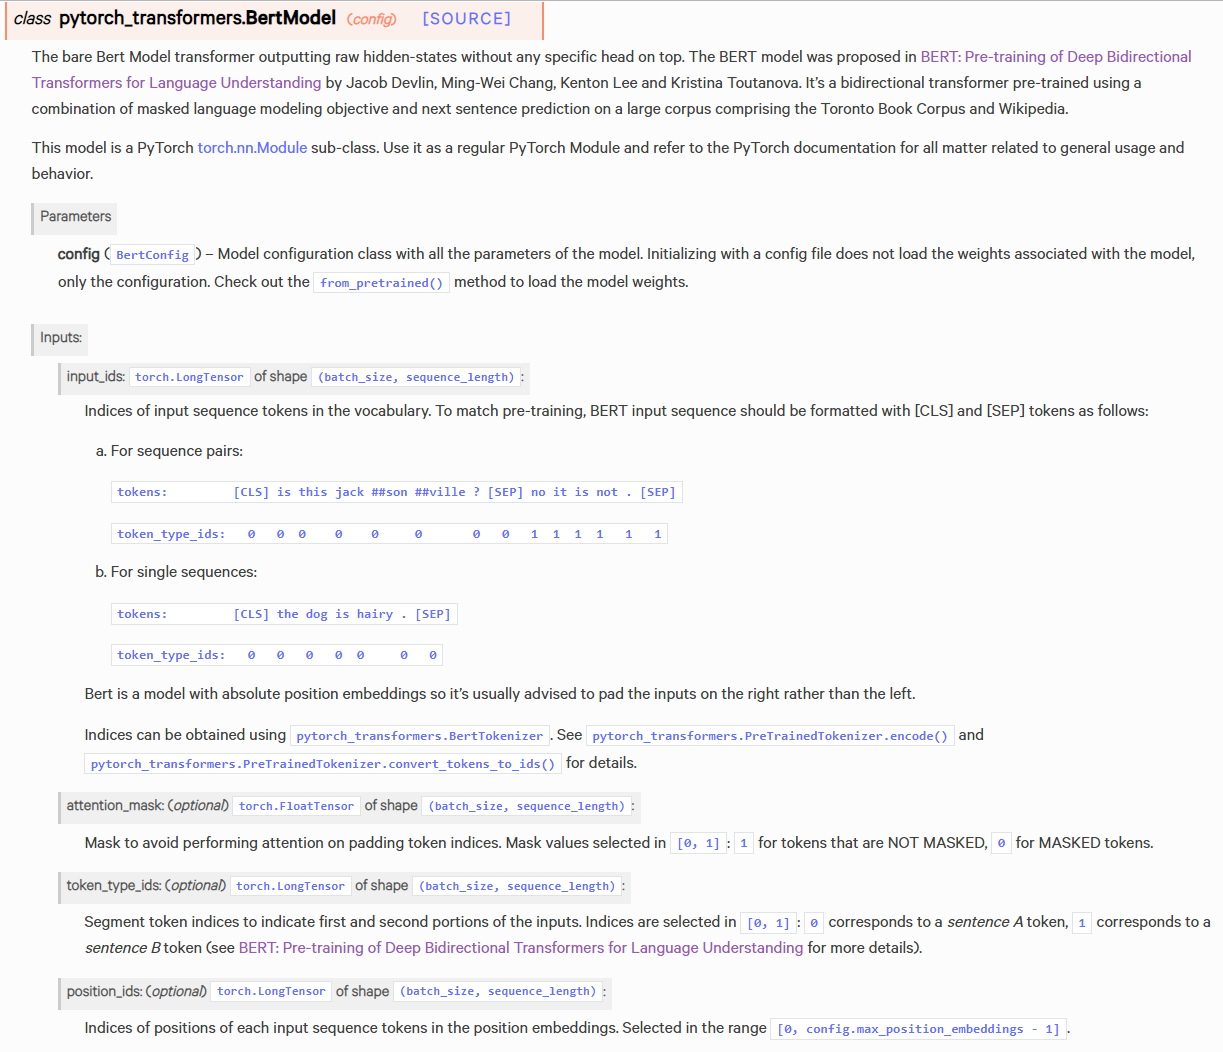 class pytorch_transformers.BertModel (config) [SOURCE]
The bare Bert Model transformer outputting raw hidden-states without any specific head on top. The BERT model was proposed in BERT: Pre-training of Deep Bidirectional
Transformers for Language Understanding by Jacob Devlin, Ming-Wei Chang, Kenton Lee and Kristina Toutanova. It’s a bidirectional transformer pre-trained using a
combination of masked language modeling objective and next sentence prediction on a large corpus comprising the Toronto Book Corpus and Wikipedia.
This model is a PyTorch torch.nn.Module sub-class. Use it as a regular PyTorch Module and refer to the PyTorch documentation for all matter related to general usage and
behavior.
Parameters
config (BertConfig) – Model configuration class with all the parameters of the model. Initializing with a config file does not load the weights associated with the model,
only the configuration. Check out the from_pretrained() method to load the model weights.
Inputs:
input_ids: torch.LongTensor of shape (batch_size, sequence_length):
Indices of input sequence tokens in the vocabulary. To match pre-training, BERT input sequence should be formatted with [CLS] and [SEP] tokens as follows:
a. For sequence pairs:
tokens: [CLS] is this jack ##son ##ville ? [SEP] no it is not . [SEP]
token_type_ids: 0 0 0 0 0 0 0 0 1 1 1 1 1 1
b. For single sequences:
tokens: [CLS] the dog is hairy . [SEP]
token_type_ids: 0 0 0 0 0 0 0
Bert is a model with absolute position embeddings so it’s usually advised to pad the inputs on the right rather than the left.
Indices can be obtained using pytorch_transformers.BertTokenizer. See pytorch_transformers.PreTrainedTokenizer.encode() and
pytorch_transformers.PreTrainedTokenizer.convert_tokens_to_ids() for details.
attention_mask: (optional) torch.FloatTensor of shape (batch_size, sequence_length):
Mask to avoid performing attention on padding token indices. Mask values selected in [0, 1]: 1 for tokens that are NOT MASKED, 0 for MASKED tokens.
token_type_ids: (optional) torch.LongTensor of shape (batch_size, sequence_length):
Segment token indices to indicate first and second portions of the inputs. Indices are selected in [0, 1]: 0 corresponds to a sentence A token, 1 corresponds to a
sentence B token (see BERT: Pre-training of Deep Bidirectional Transformers for Language Understanding for more details).
position_ids: (optional) torch.LongTensor of shape (batch_size, sequence_length):
Indices of positions of each input sequence tokens in the position embeddings. Selected in the range [0, config.max_position_embeddings - 1].